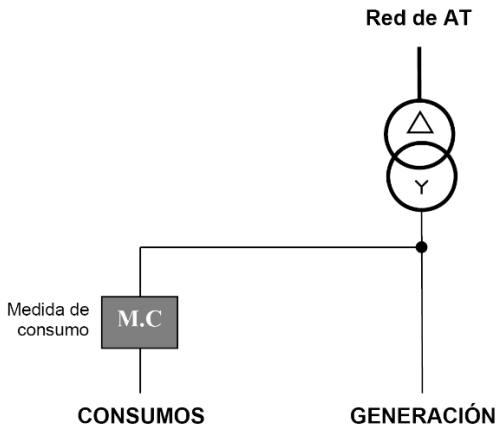 Red de AT
Y
Medida de
consumo
M.C
CONSUMOS
GENERACIÓN